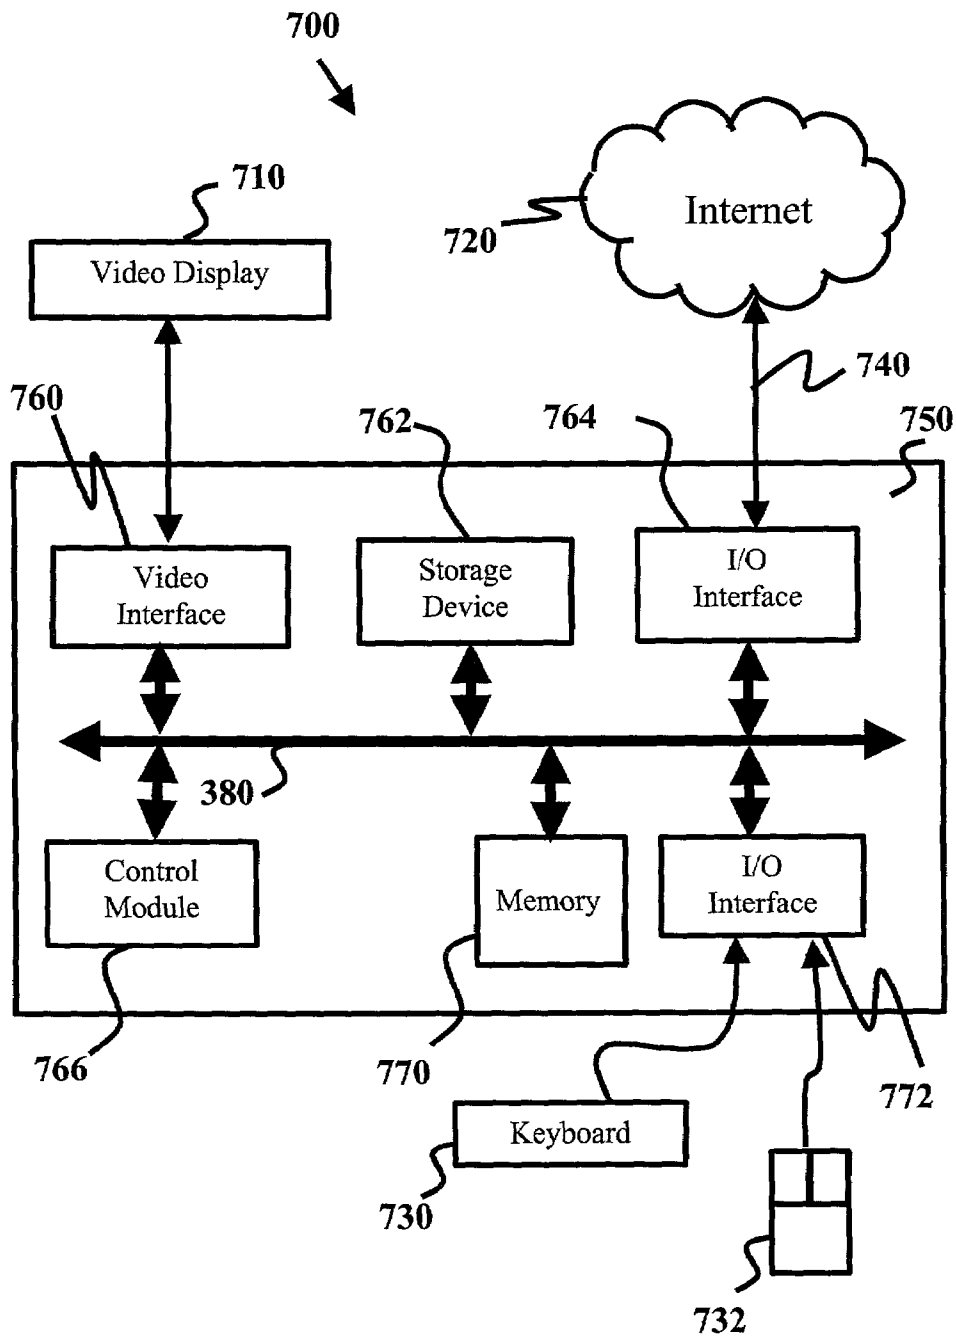 700
710
Video Display
720
Internet
740
760
762
764
750
Video
Interface
Storage
Device
I/O
Interface
380
Control
Module
Memory
I/O
Interface
766
770
772
Keyboard
730
732